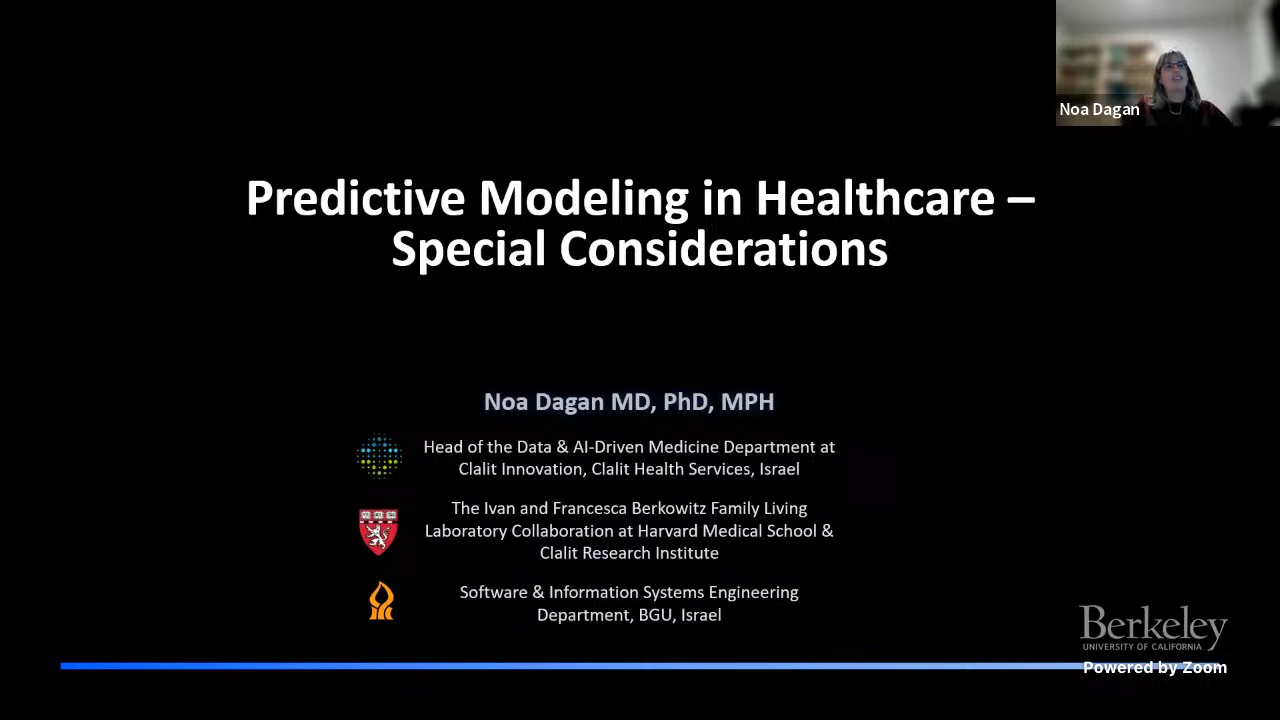 Noa Dagan
Predictive Modeling in Healthcare –
Special Considerations
Noa Dagan MD, PhD, MPH
Head of the Data & AI-Driven Medicine Department at
Clalit Innovation, Clalit Health Services, Israel
The Ivan and Francesca Berkowitz Family Living
Laboratory Collaboration at Harvard Medical School &
Clalit Research Institute
Software & Information Systems Engineering
Department, BGU, Israel
Berkeley
UNIVERSITY OF CALIFORNIA
Powered by Zoom